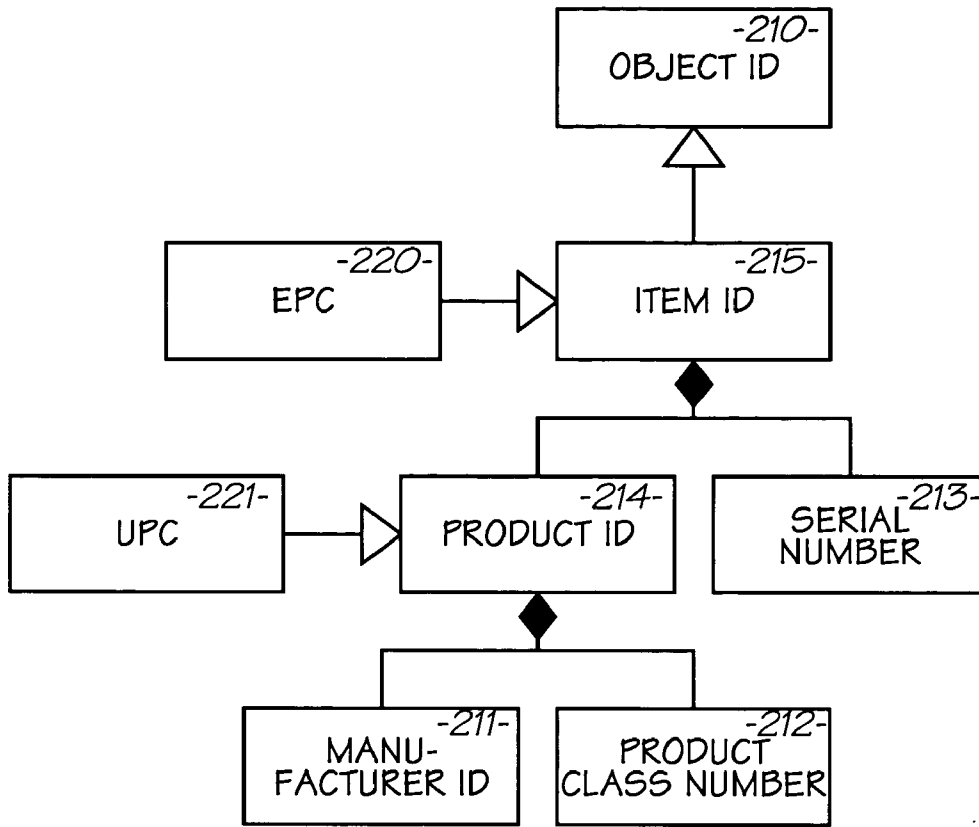 -210-
OBJECT ID
-220-
EPC
-215-
ITEM ID
-221-
UPC
-214-
PRODUCT ID
-213-
SERIAL
NUMBER
-211-
MANU-
FACTURER ID
-212-
PRODUCT
CLASS NUMBER